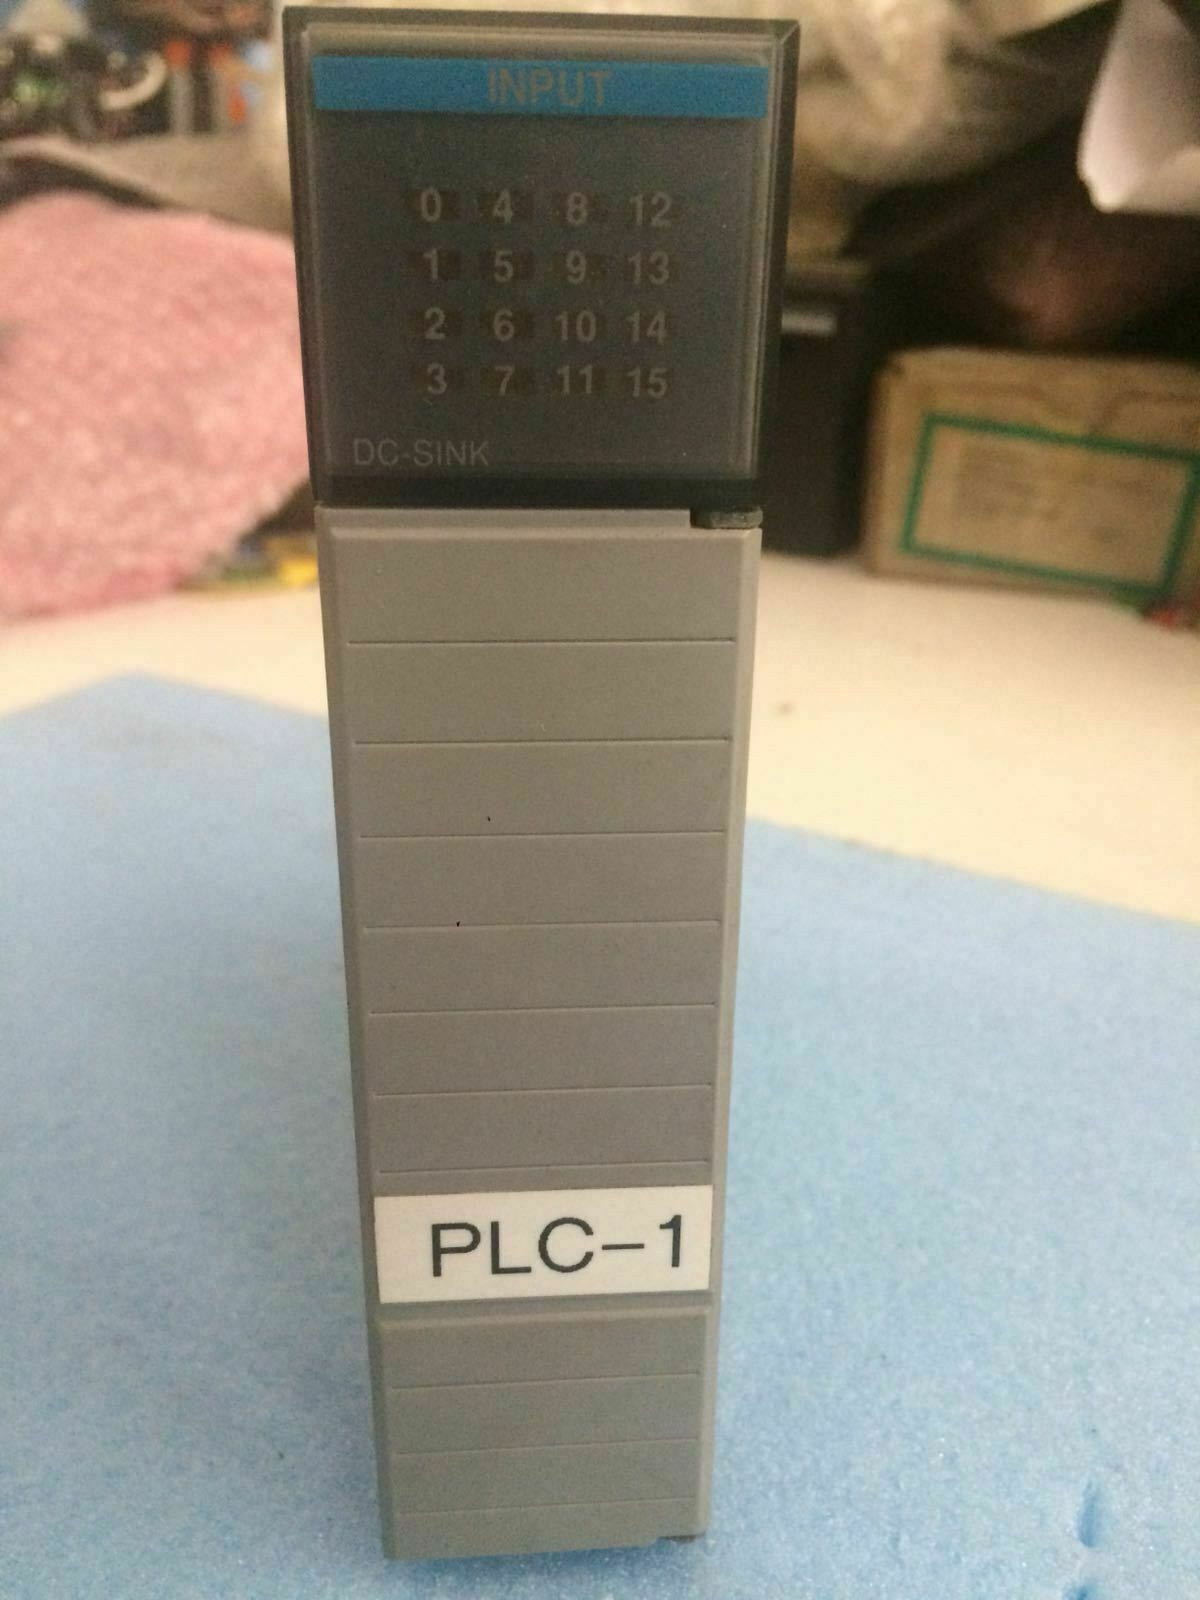 INPUT
0 4 8 12
1 5 9 13
2 6 10 14
3 7 11 15
DC-SINK
PLC-1